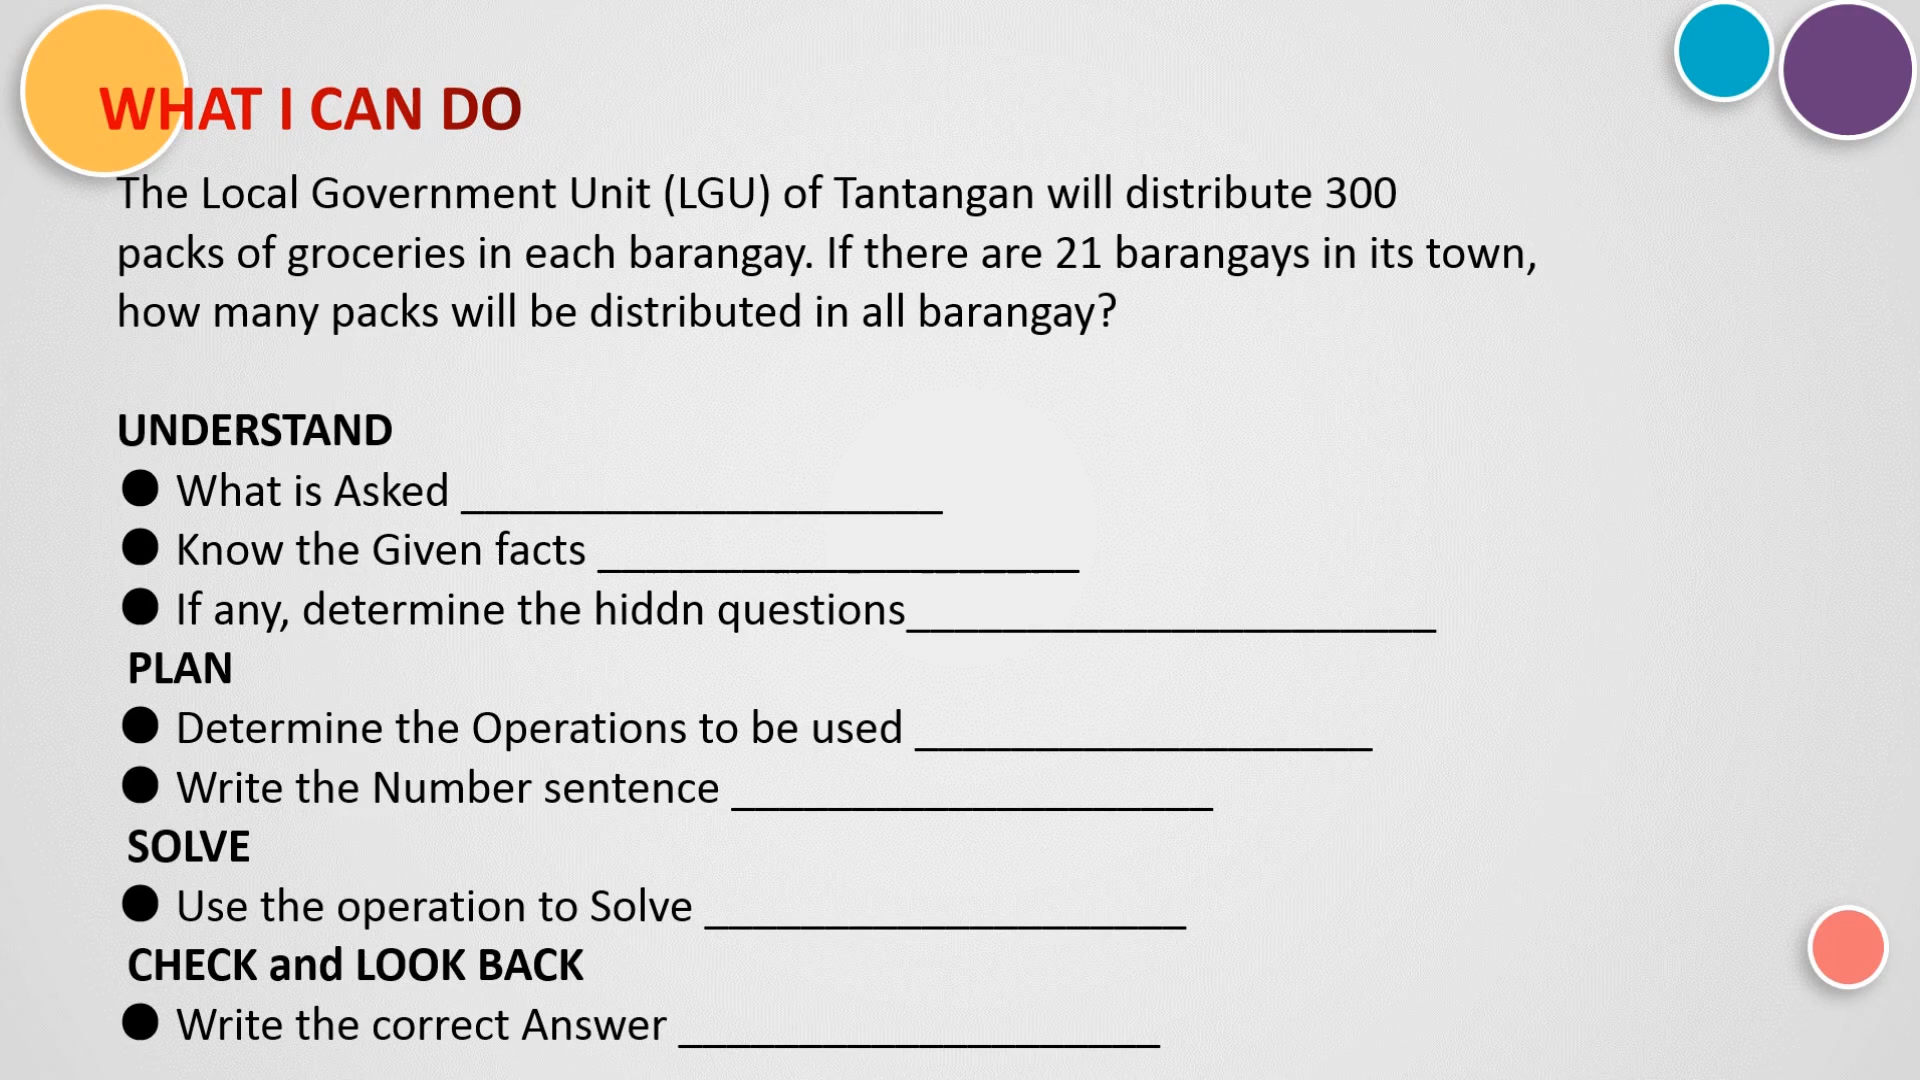 WHAT I CAN DO
The Local Government Unit (LGU) of Tantangan will distribute 300
packs of groceries in each barangay. If there are 21 barangays in its town,
how many packs will be distributed in all barangay?
UNDERSTAND
● What is Asked ____________________
● Know the Given facts ____________________
● If any, determine the hiddn questions______________________
PLAN
● Determine the Operations to be used ___________________
● Write the Number sentence ____________________
SOLVE
● Use the operation to Solve ____________________
CHECK and LOOK BACK
● Write the correct Answer ____________________